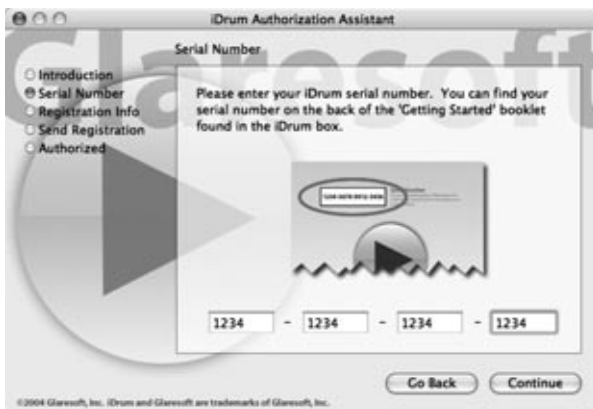 iDrum Authorization Assistant
Glaresoft
Serial Number
Introduction
Serial Number
Registration Info
Send Registration
Authorized
Please enter your iDrum serial number. You can find your
serial number on the back of the 'Getting Started' booklet
found in the iDrum box.
1234 - 1234 - 1234 - 1234
Go Back
Continue
©2004 Glaresoft, Inc. iDrum and Glaresoft are trademarks of Glaresoft, Inc.